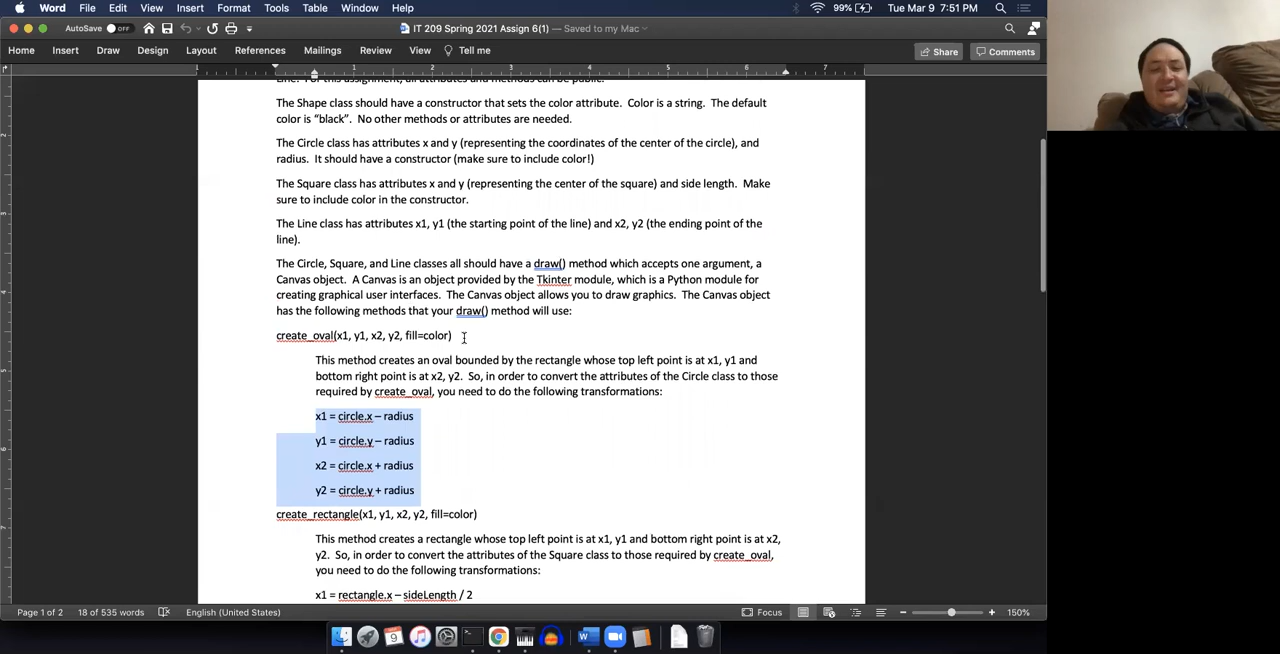 Word File Edit View Insert Format Tools Table Window Help 99% Tue Mar 9 7:51 PM
AutoSave OFF IT 209 Spring 2021 Assign 6(1) — Saved to my Mac
Home Insert Draw Design Layout References Mailings Review View Tell me Share Comments
1 1 2 3 4 5 6 7
The Shape class should have a constructor that sets the color attribute. Color is a string. The default
color is “black”. No other methods or attributes are needed.
The Circle class has attributes x and y (representing the coordinates of the center of the circle), and
radius. It should have a constructor (make sure to include color!)
The Square class has attributes x and y (representing the center of the square) and side length. Make
sure to include color in the constructor.
The Line class has attributes x1, y1 (the starting point of the line) and x2, y2 (the ending point of the
line).
The Circle, Square, and Line classes all should have a draw() method which accepts one argument, a
Canvas object. A Canvas is an object provided by the Tkinter module, which is a Python module for
creating graphical user interfaces. The Canvas object allows you to draw graphics. The Canvas object
has the following methods that your draw() method will use:
create_oval(x1, y1, x2, y2, fill=color)
This method creates an oval bounded by the rectangle whose top left point is at x1, y1 and
bottom right point is at x2, y2. So, in order to convert the attributes of the Circle class to those
required by create_oval, you need to do the following transformations:
x1 = circle.x – radius
y1 = circle.y – radius
x2 = circle.x + radius
y2 = circle.y + radius
create_rectangle(x1, y1, x2, y2, fill=color)
This method creates a rectangle whose top left point is at x1, y1 and bottom right point is at x2,
y2. So, in order to convert the attributes of the Square class to those required by create_oval,
you need to do the following transformations:
x1 = rectangle.x – sideLength / 2
Page 1 of 2 18 of 535 words English (United States) Focus 150%